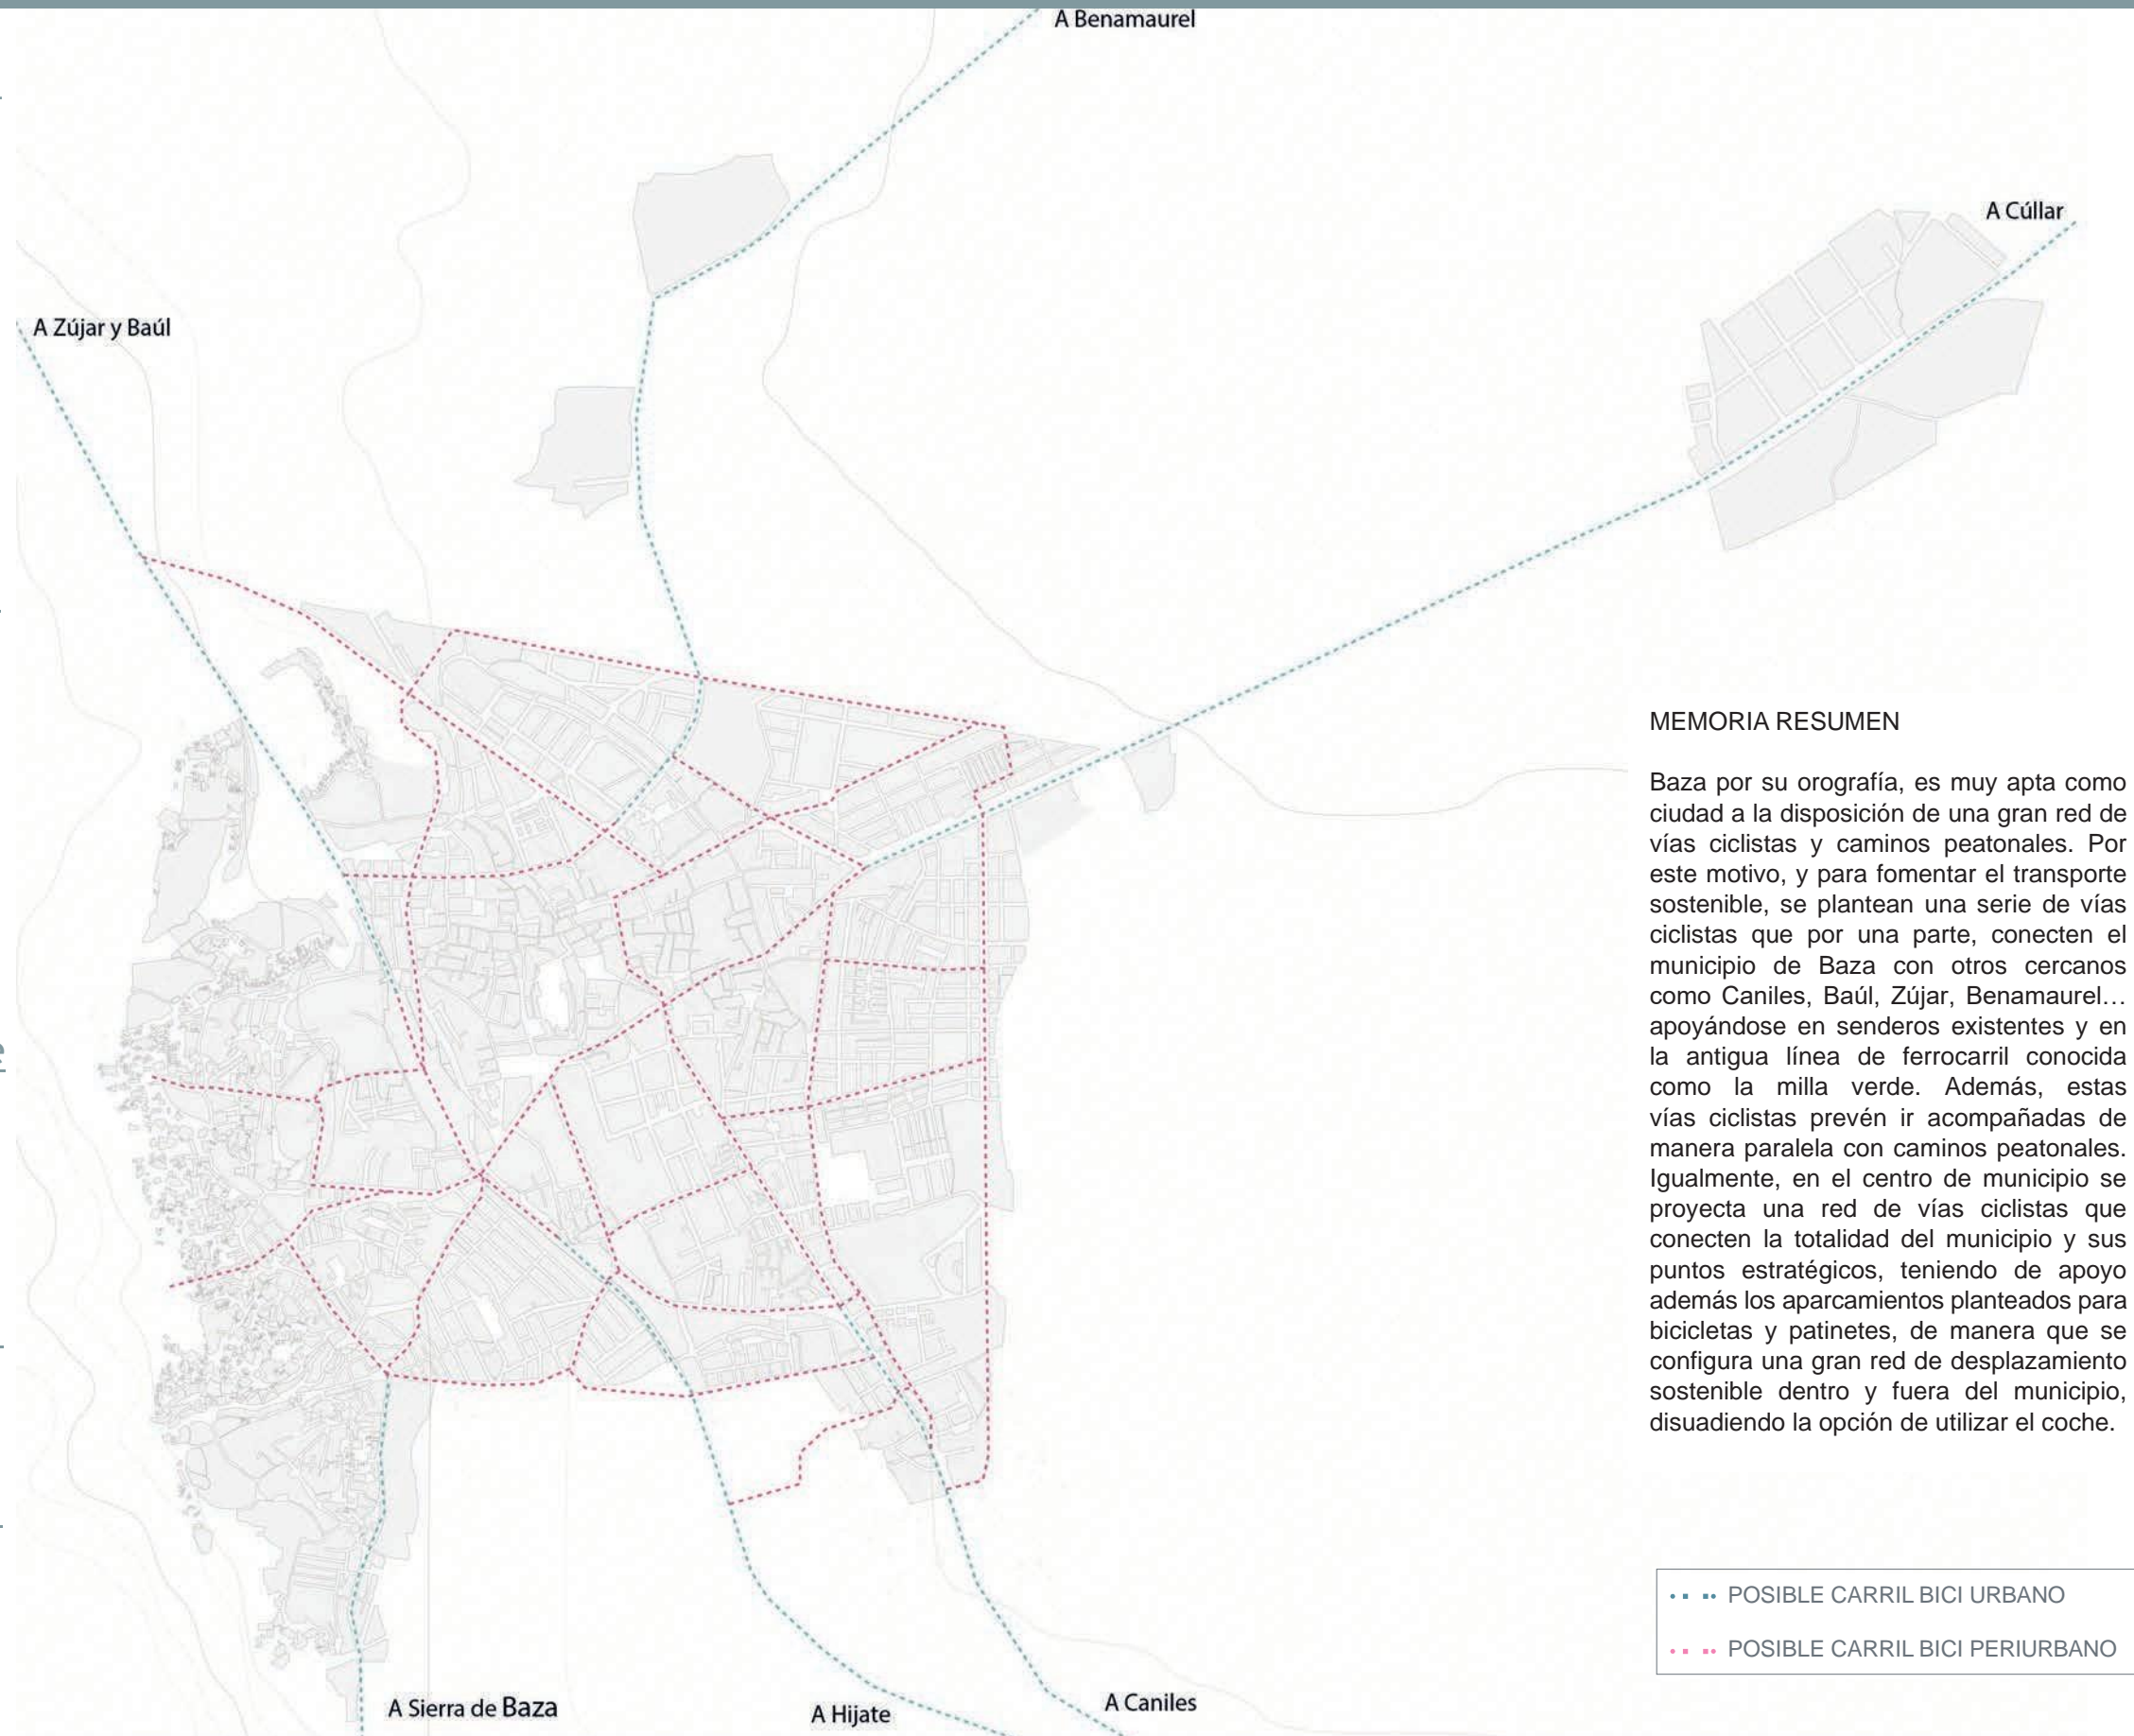 A Benamaurel
A Cúllar
A Zújar y Baúl
MEMORIA RESUMEN
Baza por su orografía, es muy apta como
ciudad a la disposición de una gran red de
vías ciclistas y caminos peatonales. Por
este motivo, y para fomentar el transporte
sostenible, se plantean una serie de vías
ciclistas que por una parte, conecten el
municipio de Baza con otros cercanos
como Caniles, Baúl, Zújar, Benamaurel…
apoyándose en senderos existentes y en
la antigua línea de ferrocarril conocida
como la milla verde. Además, estas
vías ciclistas prevén ir acompañadas de
manera paralela con caminos peatonales.
Igualmente, en el centro de municipio se
proyecta una red de vías ciclistas que
conecten la totalidad del municipio y sus
puntos estratégicos, teniendo de apoyo
además los aparcamientos planteados para
bicicletas y patinetes, de manera que se
configura una gran red de desplazamiento
sostenible dentro y fuera del municipio,
disuadiendo la opción de utilizar el coche.
POSIBLE CARRIL BICI URBANO
POSIBLE CARRIL BICI PERIURBANO
A Sierra de Baza
A Hijate
A Caniles